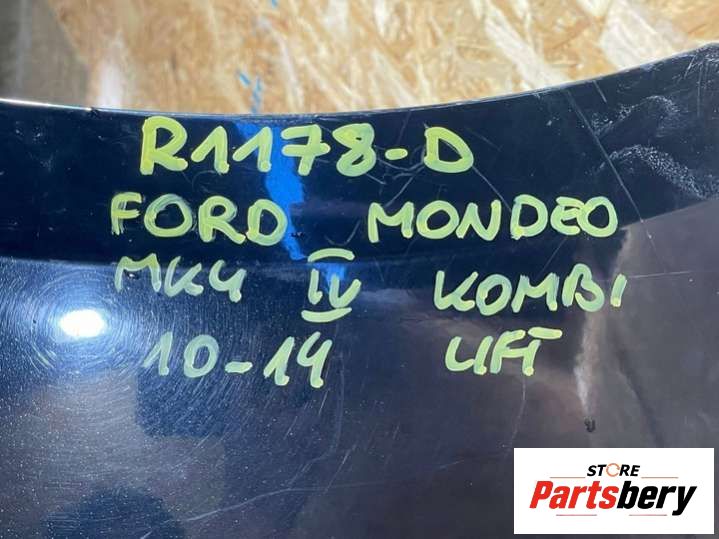 R1178-D
FORD MONDEO
MK4 IV KOMBI
10-14 LIFT
STORE
Partsbery